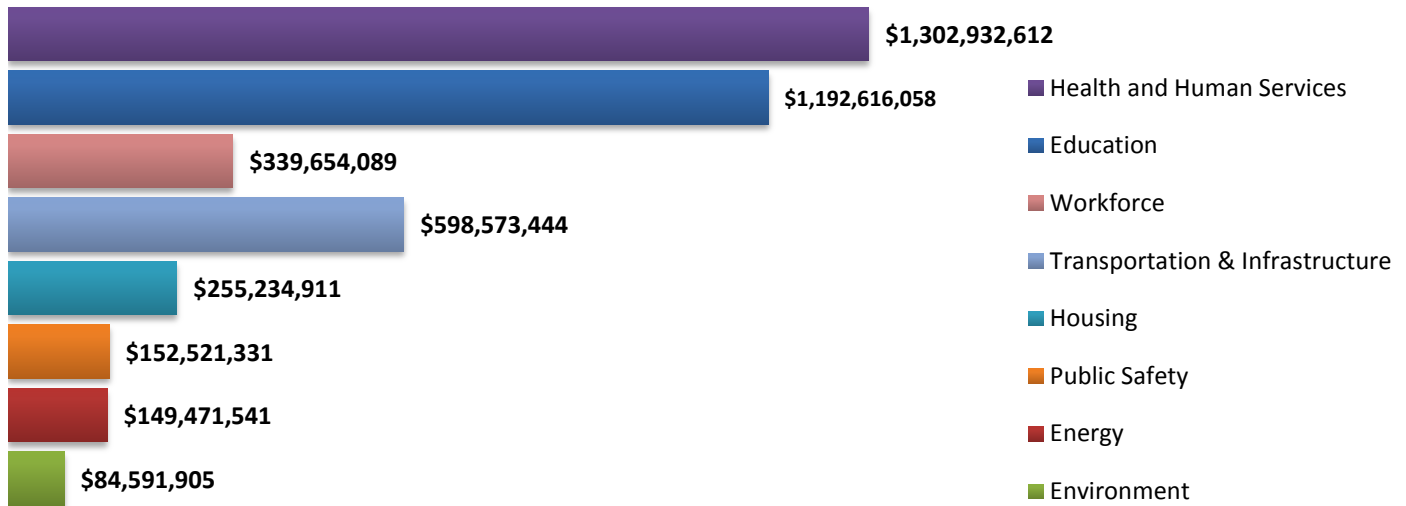 $1,302,932,612
$1,192,616,058
$339,654,089
$598,573,444
$255,234,911
$152,521,331
$149,471,541
$84,591,905
Health and Human Services
Education
Workforce
Transportation & Infrastructure
Housing
Public Safety
Energy
Environment